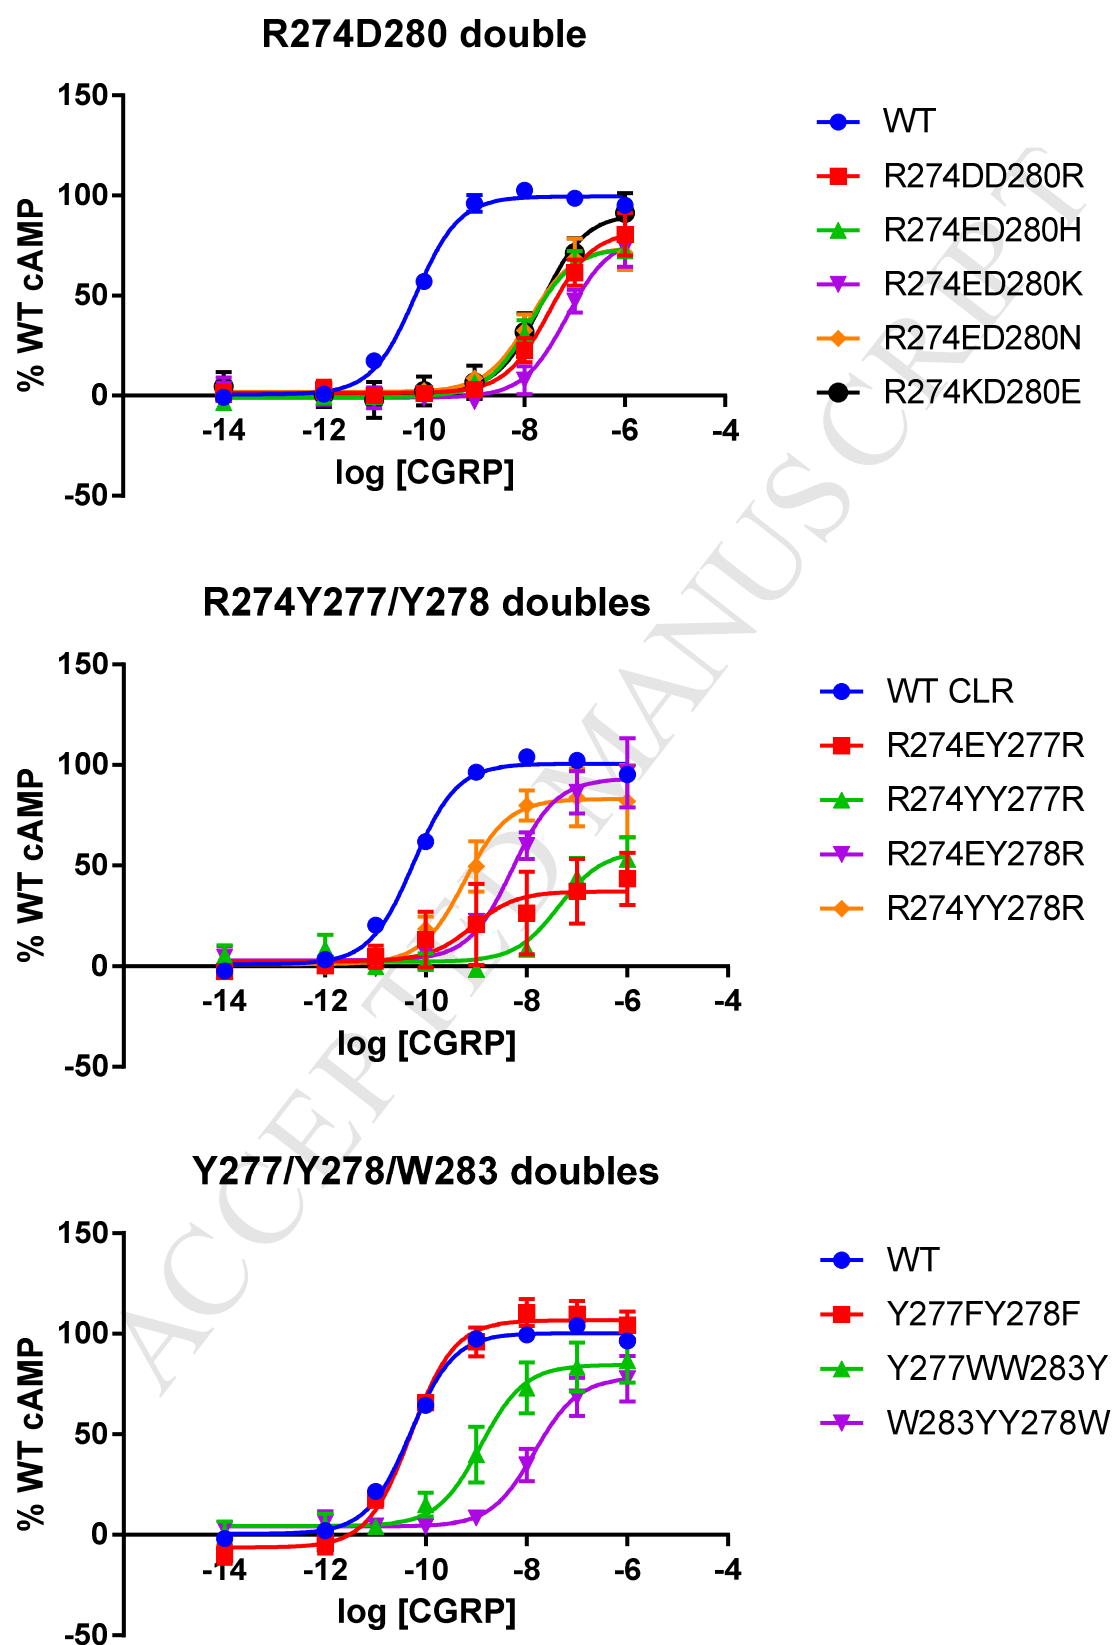 R274D280 double
150
100
50
0
-50
% WT cAMP
-14 -12 -10 -8 -6 -4
log [CGRP]
WT
R274DD280R
R274ED280H
R274ED280K
R274ED280N
R274KD280E
R274Y277/Y278 doubles
150
100
50
0
-50
% WT cAMP
-14 -12 -10 -8 -6 -4
log [CGRP]
WT CLR
R274EY277R
R274YY277R
R274EY278R
R274YY278R
Y277/Y278/W283 doubles
150
100
50
0
-50
% WT cAMP
-14 -12 -10 -8 -6 -4
log [CGRP]
WT
Y277FY278F
Y277WW283Y
W283YY278W
ACCEPTED MANUSCRIPT